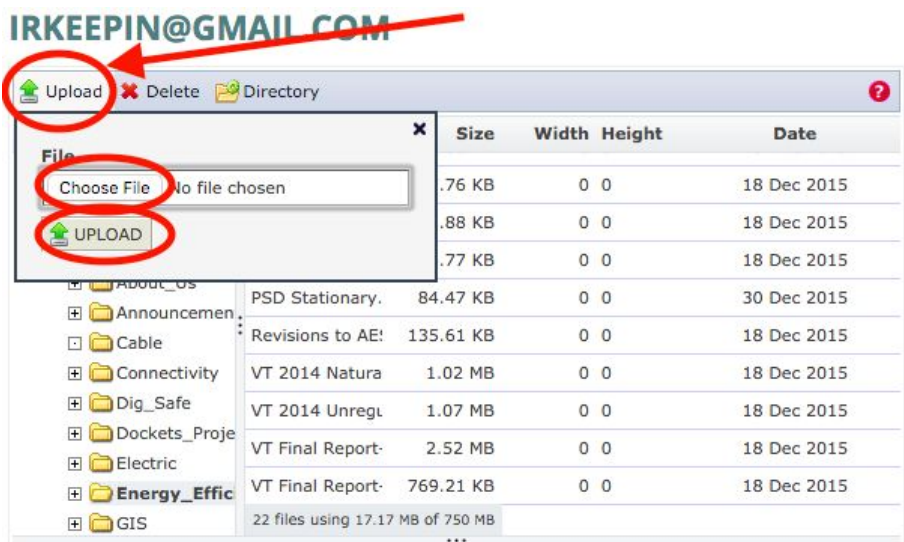 IRKEEPIN@GMAIL.COM
Upload Delete Directory ?
Size Width Height Date
File
Choose File No file chosen
UPLOAD
.76 KB 0 0 18 Dec 2015
.88 KB 0 0 18 Dec 2015
.77 KB 0 0 18 Dec 2015
About_Us
PSD Stationary. 84.47 KB 0 0 30 Dec 2015
Announcemen
Revisions to AES 135.61 KB 0 0 18 Dec 2015
Cable
Connectivity VT 2014 Natura 1.02 MB 0 0 18 Dec 2015
Dig_Safe VT 2014 Unregu 1.07 MB 0 0 18 Dec 2015
Dockets_Proje
VT Final Report- 2.52 MB 0 0 18 Dec 2015
Electric
Energy_Effic VT Final Report- 769.21 KB 0 0 18 Dec 2015
GIS 22 files using 17.17 MB of 750 MB